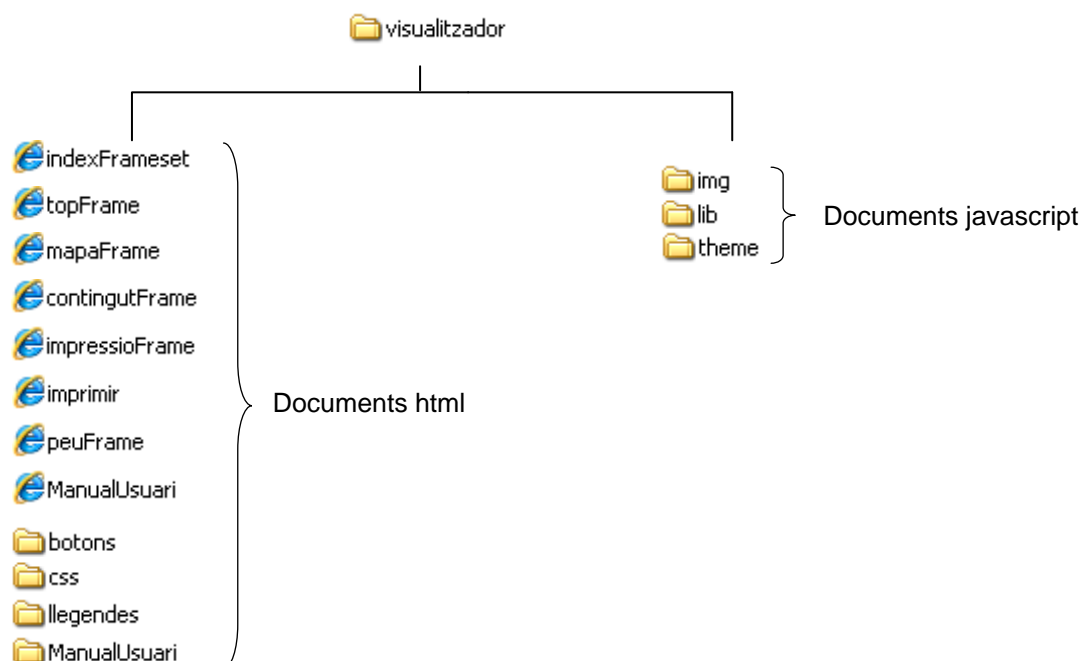 visualitzador
indexFrameset
topFrame
mapaFrame
contingutFrame
impressioFrame
imprimir
peuFrame
ManualUsuari
botons
css
llegendes
ManualUsuari
Documents html
img
lib
theme
Documents javascript